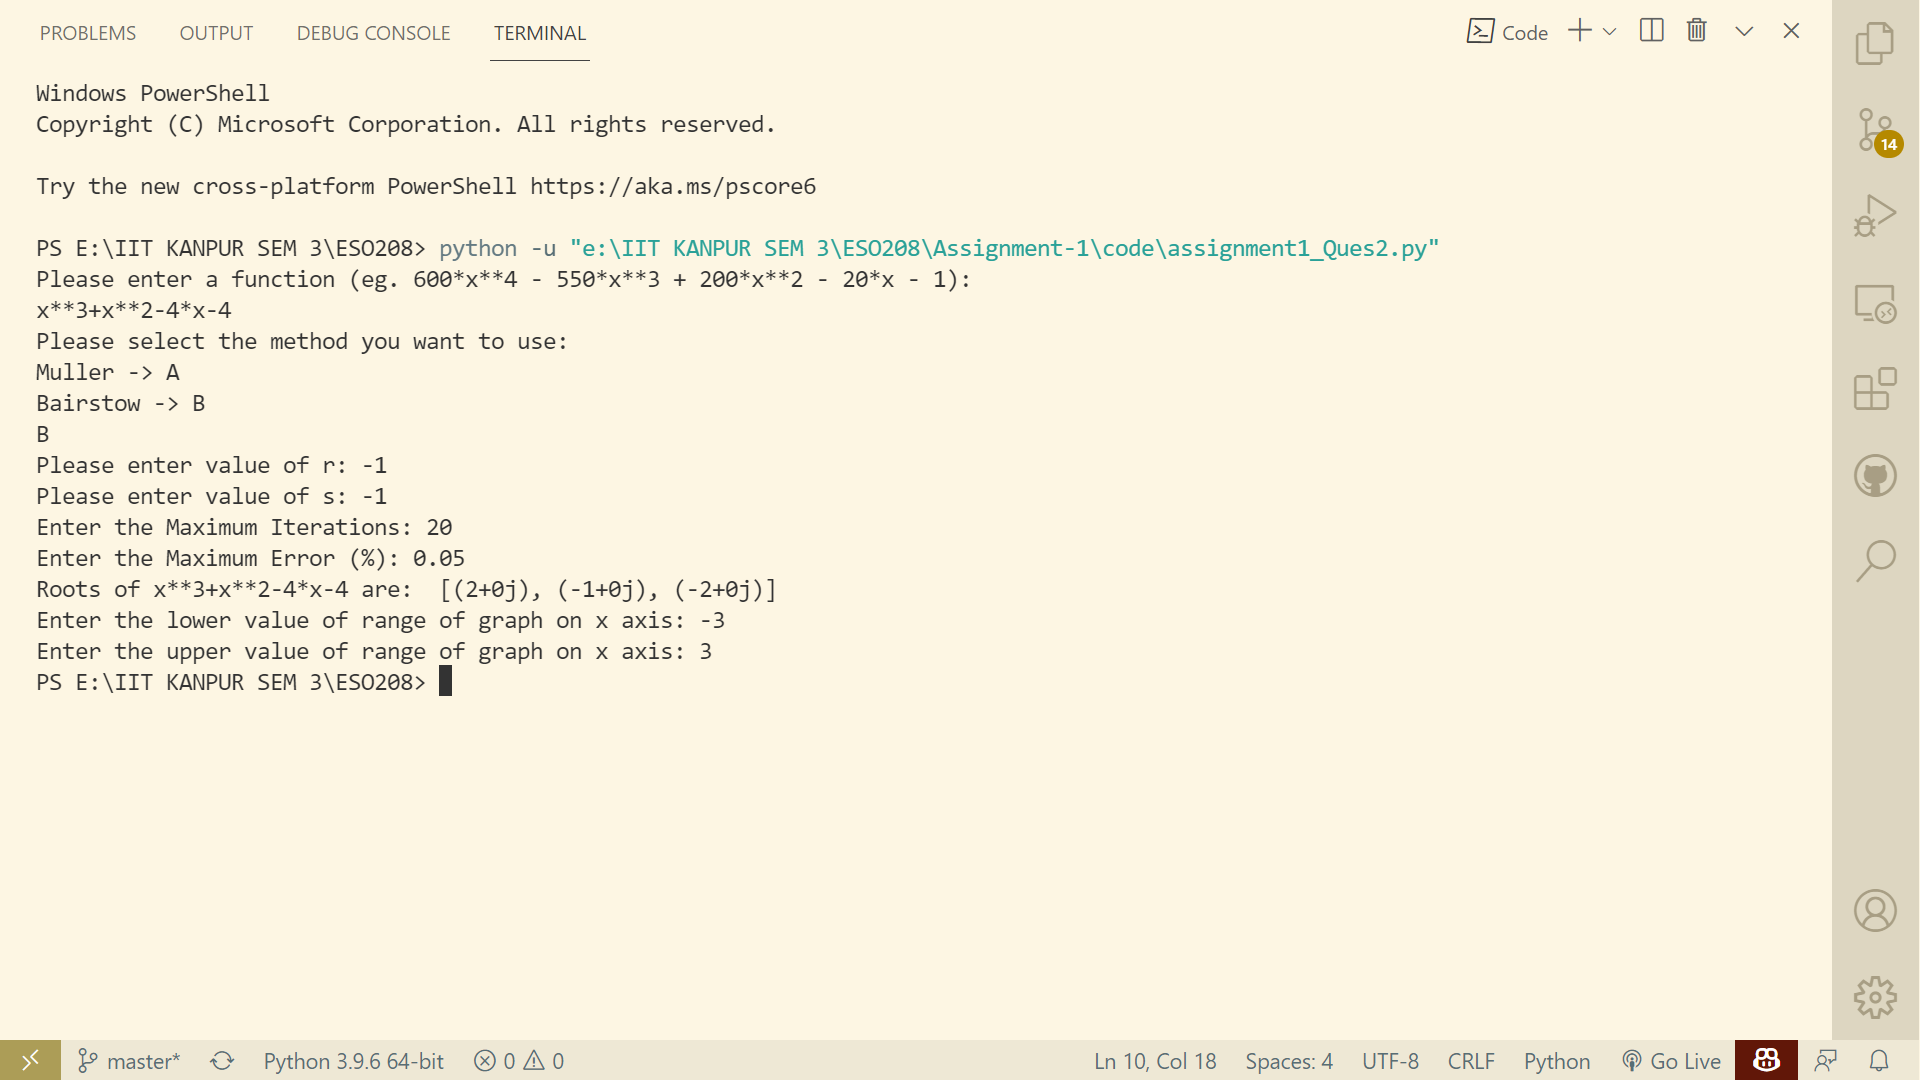 PROBLEMS OUTPUT DEBUG CONSOLE TERMINAL Code
Windows PowerShell
Copyright (C) Microsoft Corporation. All rights reserved.
Try the new cross-platform PowerShell https://aka.ms/pscore6
PS E:\IIT KANPUR SEM 3\ESO208> python -u "e:\IIT KANPUR SEM 3\ESO208\Assignment-1\code\assignment1_Ques2.py"
Please enter a function (eg. 600*x**4 - 550*x**3 + 200*x**2 - 20*x - 1):
x**3+x**2-4*x-4
Please select the method you want to use:
Muller -> A
Bairstow -> B
B
Please enter value of r: -1
Please enter value of s: -1
Enter the Maximum Iterations: 20
Enter the Maximum Error (%): 0.05
Roots of x**3+x**2-4*x-4 are:  [(2+0j), (-1+0j), (-2+0j)]
Enter the lower value of range of graph on x axis: -3
Enter the upper value of range of graph on x axis: 3
PS E:\IIT KANPUR SEM 3\ESO208>
14
master* Python 3.9.6 64-bit 0 0 Ln 10, Col 18 Spaces: 4 UTF-8 CRLF Python Go Live